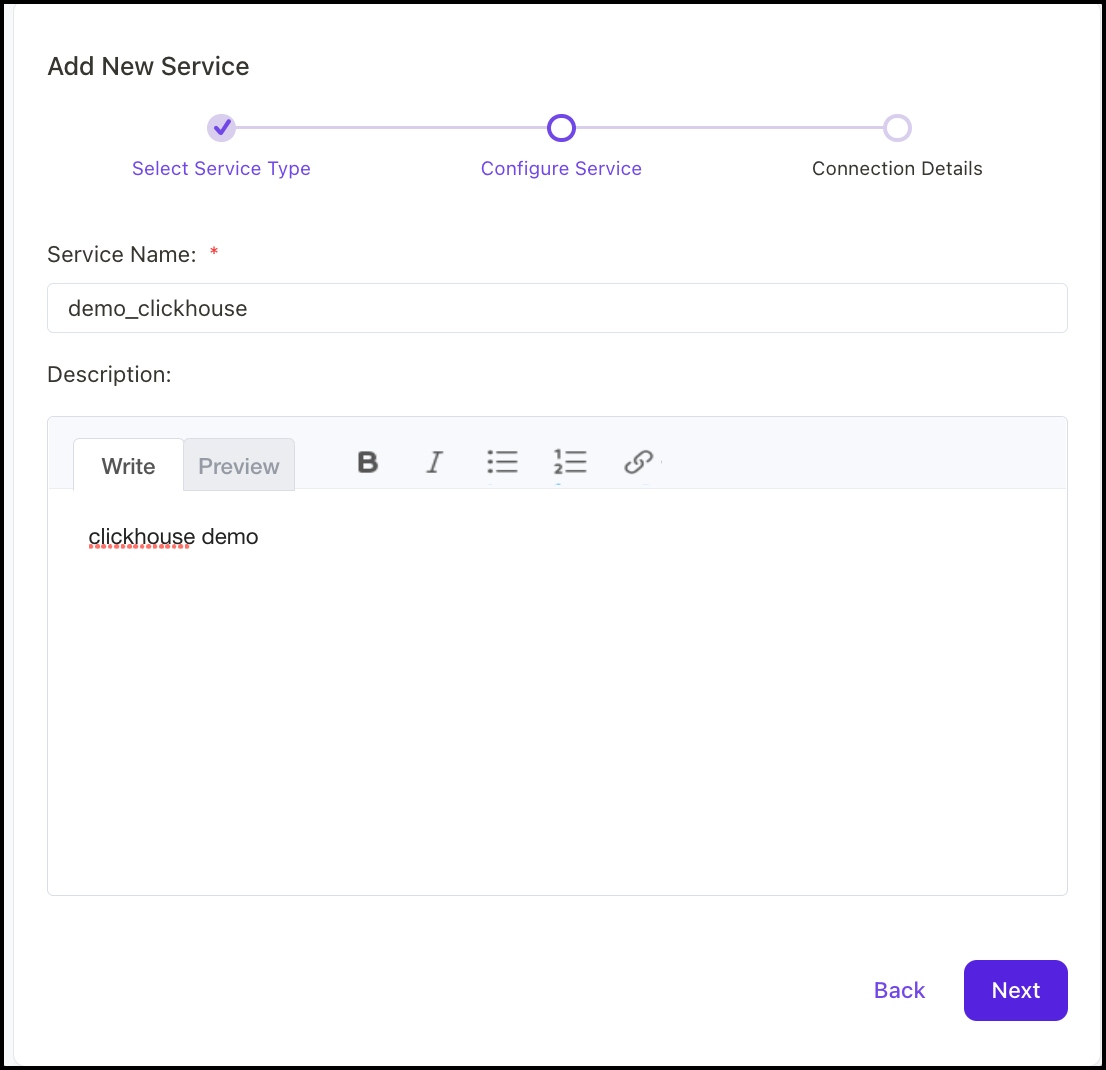 Add New Service
Select Service Type
Configure Service
Connection Details
Service Name: *
demo_clickhouse
Description:
Write
Preview
B
I
clickhouse demo
Back
Next